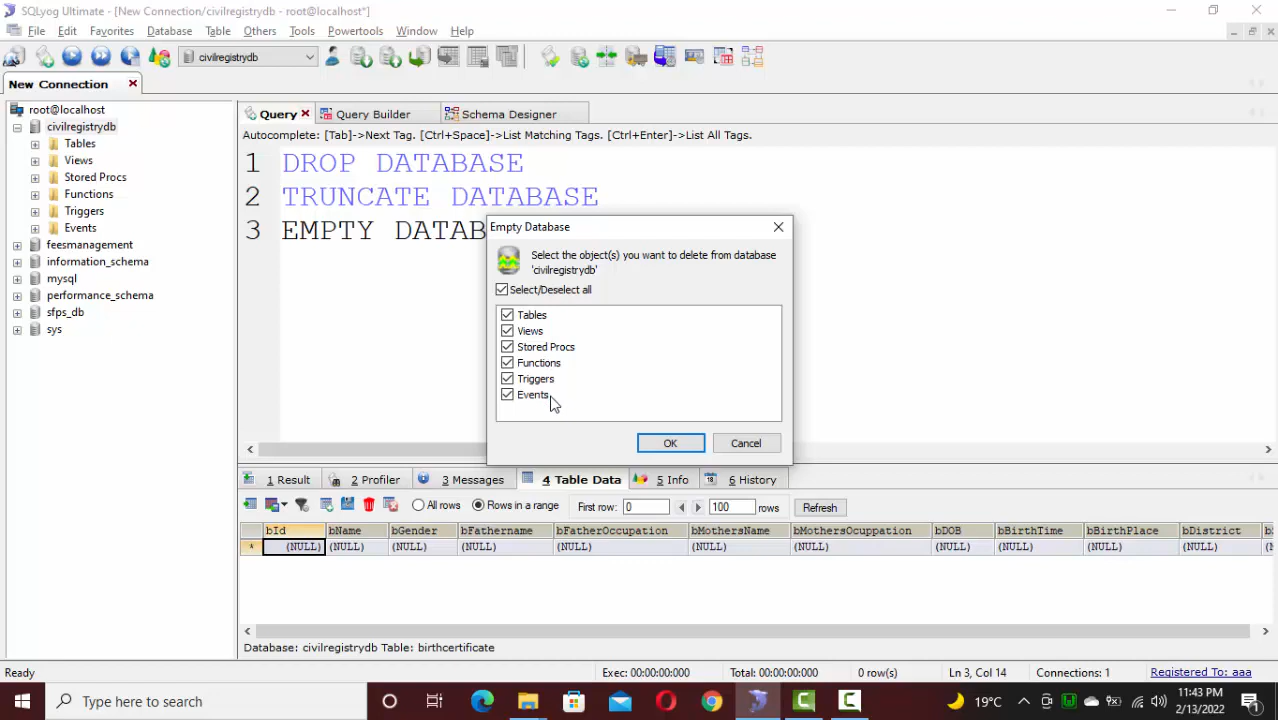 SQLyog Ultimate - [New Connection/civilregistrydb - root@localhost*]
File Edit Favorites Database Table Others Tools Powertools Window Help
civilregistrydb
New Connection
root@localhost
civilregistrydb
Tables
Views
Stored Procs
Functions
Triggers
Events
feesmanagement
information_schema
mysql
performance_schema
sfps_db
sys
Query Query Builder Schema Designer
Autocomplete: [Tab]->Next Tag. [Ctrl+Space]->List Matching Tags. [Ctrl+Enter]->List All Tags.
1 DROP DATABASE
2 TRUNCATE DATABASE
3 EMPTY DATAB
Empty Database
Select the object(s) you want to delete from database
'civilregistrydb'
Select/Deselect all
Tables
Views
Stored Procs
Functions
Triggers
Events
OK Cancel
1 Result 2 Profiler 3 Messages 4 Table Data 5 Info 6 History
All rows Rows in a range First row: 0 100 rows Refresh
bId bName bGender bFathername bFatherOccupation bMothersName bMothersOcuppation bDOB bBirthTime bBirthPlace bDistrict
* (NULL) (NULL) (NULL) (NULL) (NULL) (NULL) (NULL) (NULL) (NULL) (NULL) (NULL)
Database: civilregistrydb Table: birthcertificate
Ready Exec: 00:00:00:000 Total: 00:00:00:000 0 row(s) Ln 3, Col 14 Connections: 1 Registered To: aaa
Type here to search
19°C
11:43 PM
2/13/2022
1